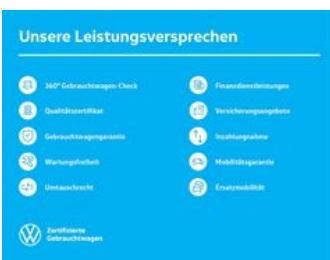 Unsere Leistungsversprechen
360° Gebrauchtwagen-Check
Qualitätszertifikat
Gebrauchtwagengarantie
Wartungsfreiheit
Umtauschrecht
Finanzdienstleistungen
Versicherungsangebote
Inzahlungnahme
Mobilitätsgarantie
Ersatzmobilität
Zertifizierte
Gebrauchtwagen